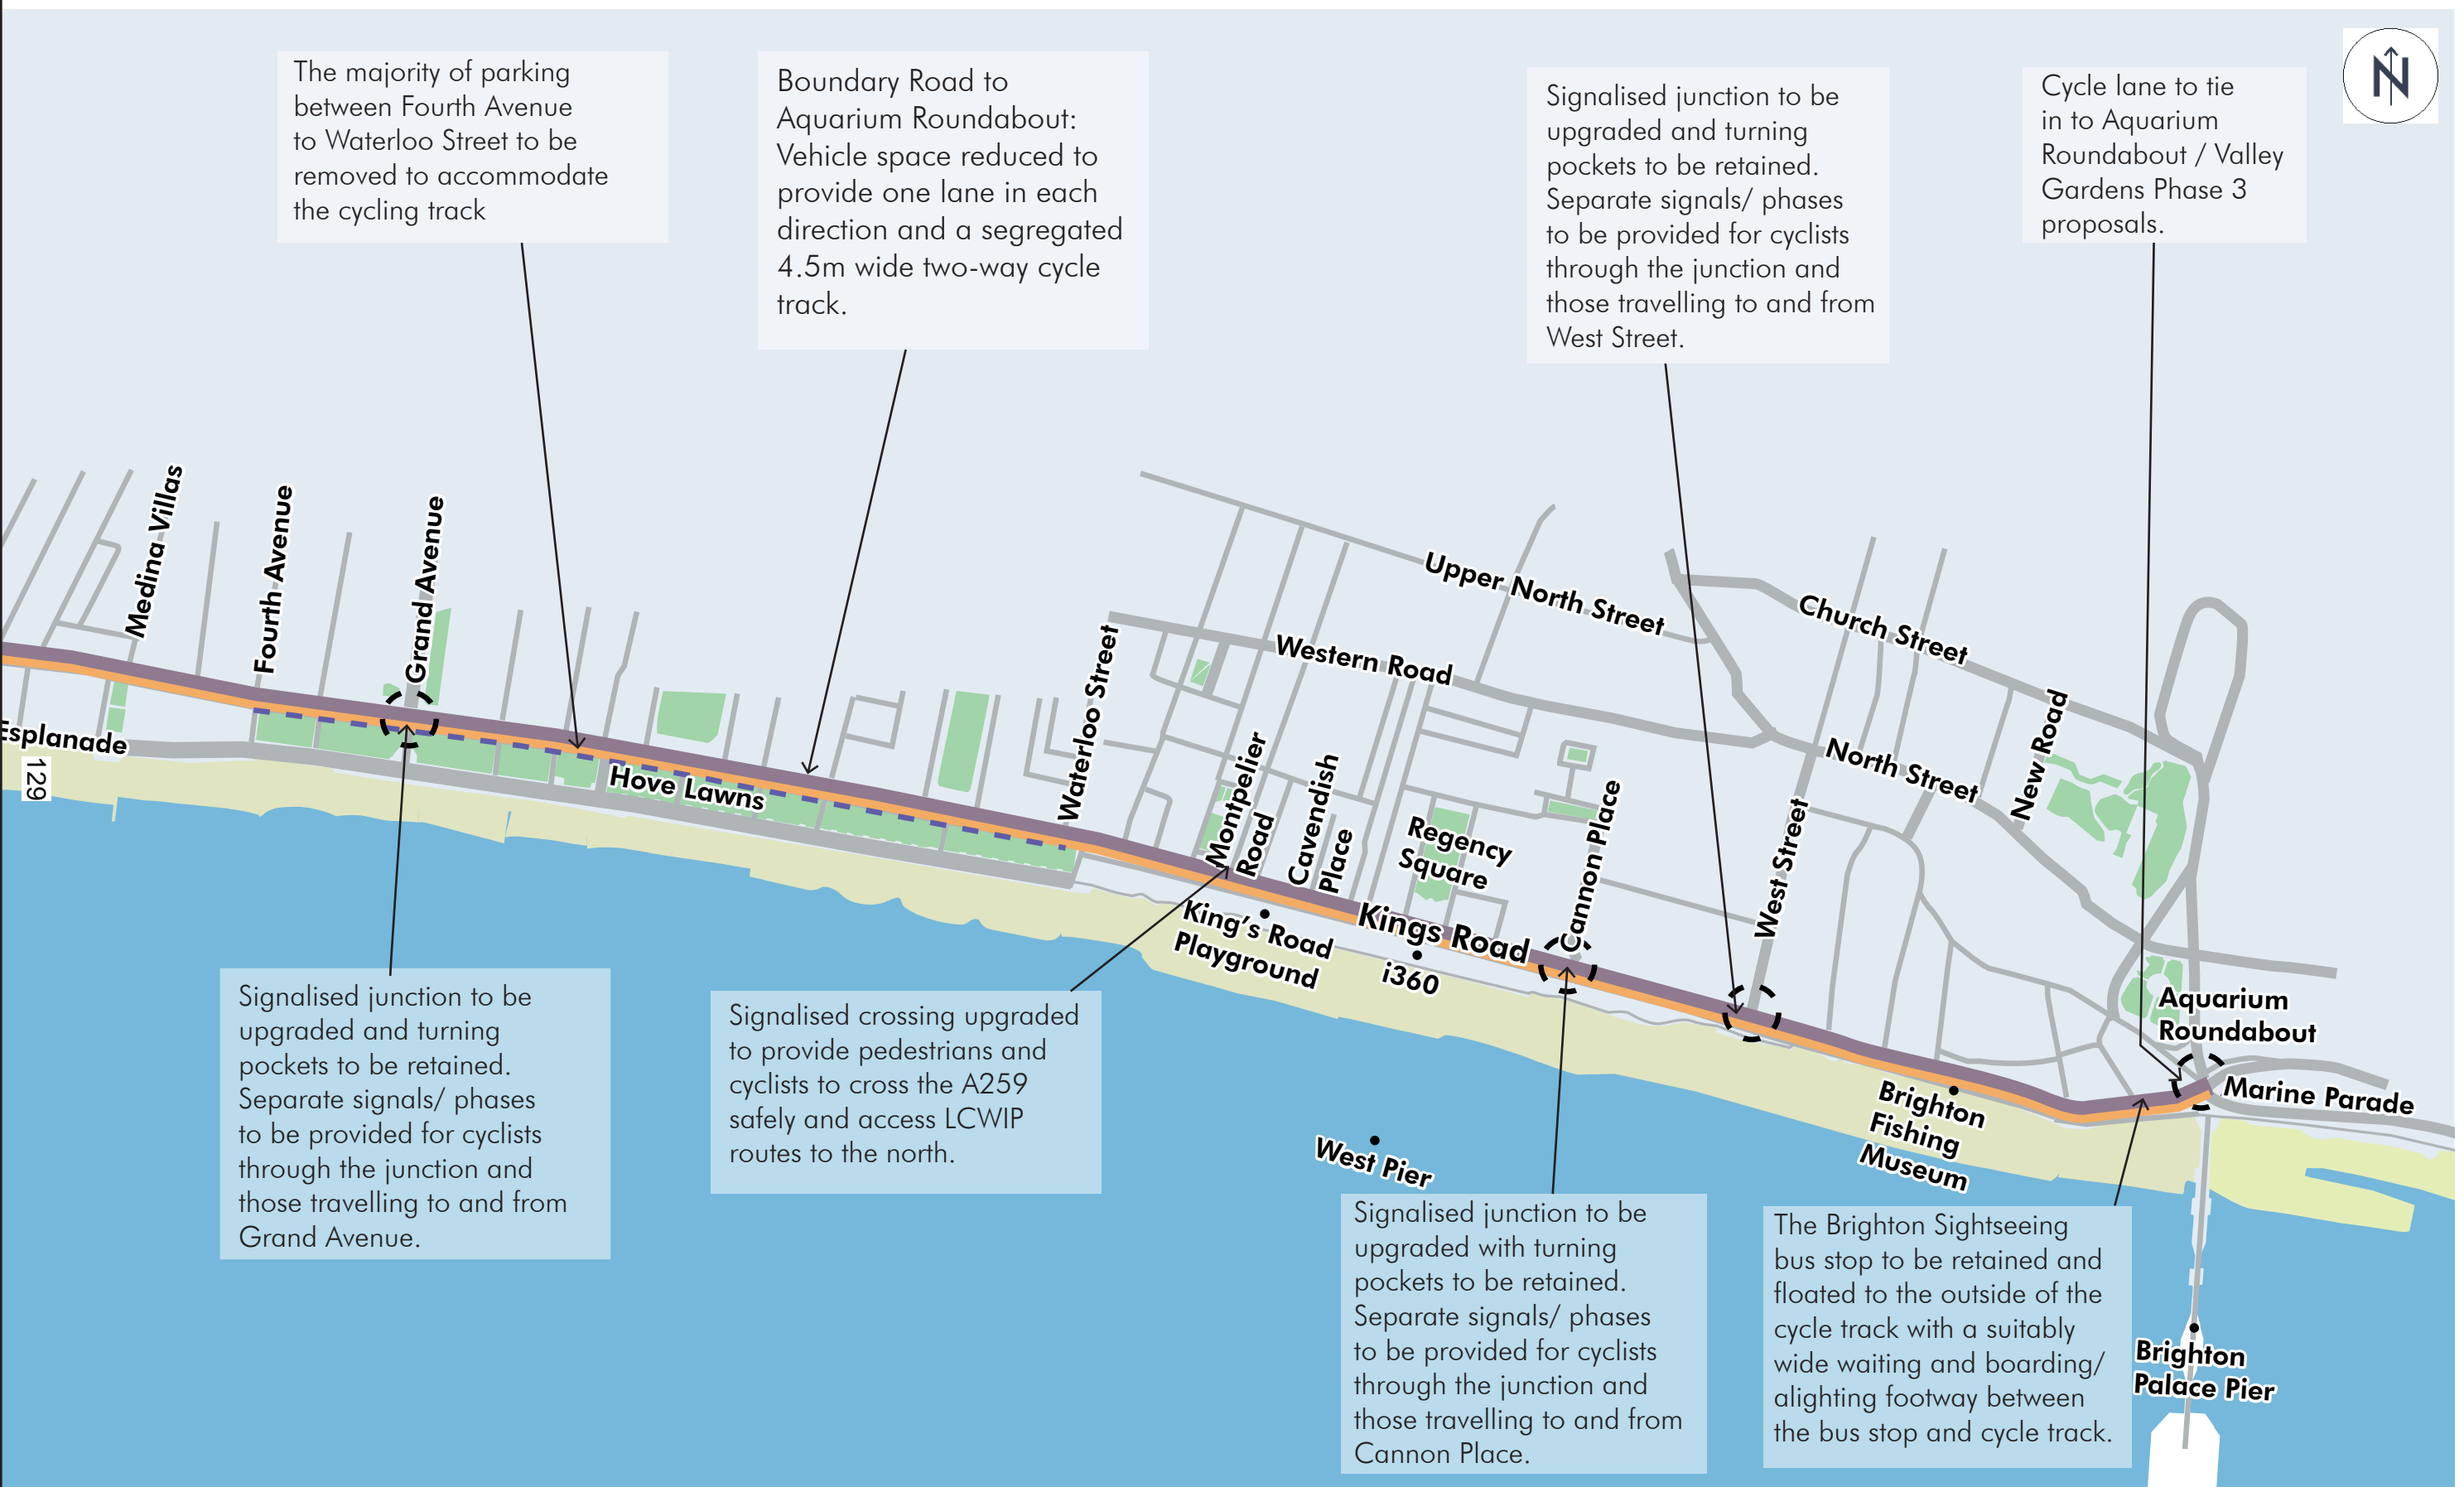 The majority of parking
between Fourth Avenue
to Waterloo Street to be
removed to accommodate
the cycling track
Boundary Road to
Aquarium Roundabout:
Vehicle space reduced to
provide one lane in each
direction and a segregated
4.5m wide two-way cycle
track.
Signalised junction to be
upgraded and turning
pockets to be retained.
Separate signals/ phases
to be provided for cyclists
through the junction and
those travelling to and from
West Street.
Cycle lane to tie
in to Aquarium
Roundabout / Valley
Gardens Phase 3
proposals.
N
Medina Villas
Fourth Avenue
Grand Avenue
Upper North Street
Church Street
Western Road
Waterloo Street
New Road
North Street
Esplanade
129
Hove Lawns
Montpelier
Road
Cavendish
Place
Regency
Square
Cannon Place
West Street
Kings Road
King's Road
Playground
i360
Aquarium
Roundabout
Marine Parade
Brighton
Fishing
Museum
West Pier
Brighton
Palace Pier
Signalised junction to be
upgraded and turning
pockets to be retained.
Separate signals/ phases
to be provided for cyclists
through the junction and
those travelling to and from
Grand Avenue.
Signalised crossing upgraded
to provide pedestrians and
cyclists to cross the A259
safely and access LCWIP
routes to the north.
Signalised junction to be
upgraded with turning
pockets to be retained.
Separate signals/ phases
to be provided for cyclists
through the junction and
those travelling to and from
Cannon Place.
The Brighton Sightseeing
bus stop to be retained and
floated to the outside of the
cycle track with a suitably
wide waiting and boarding/
alighting footway between
the bus stop and cycle track.